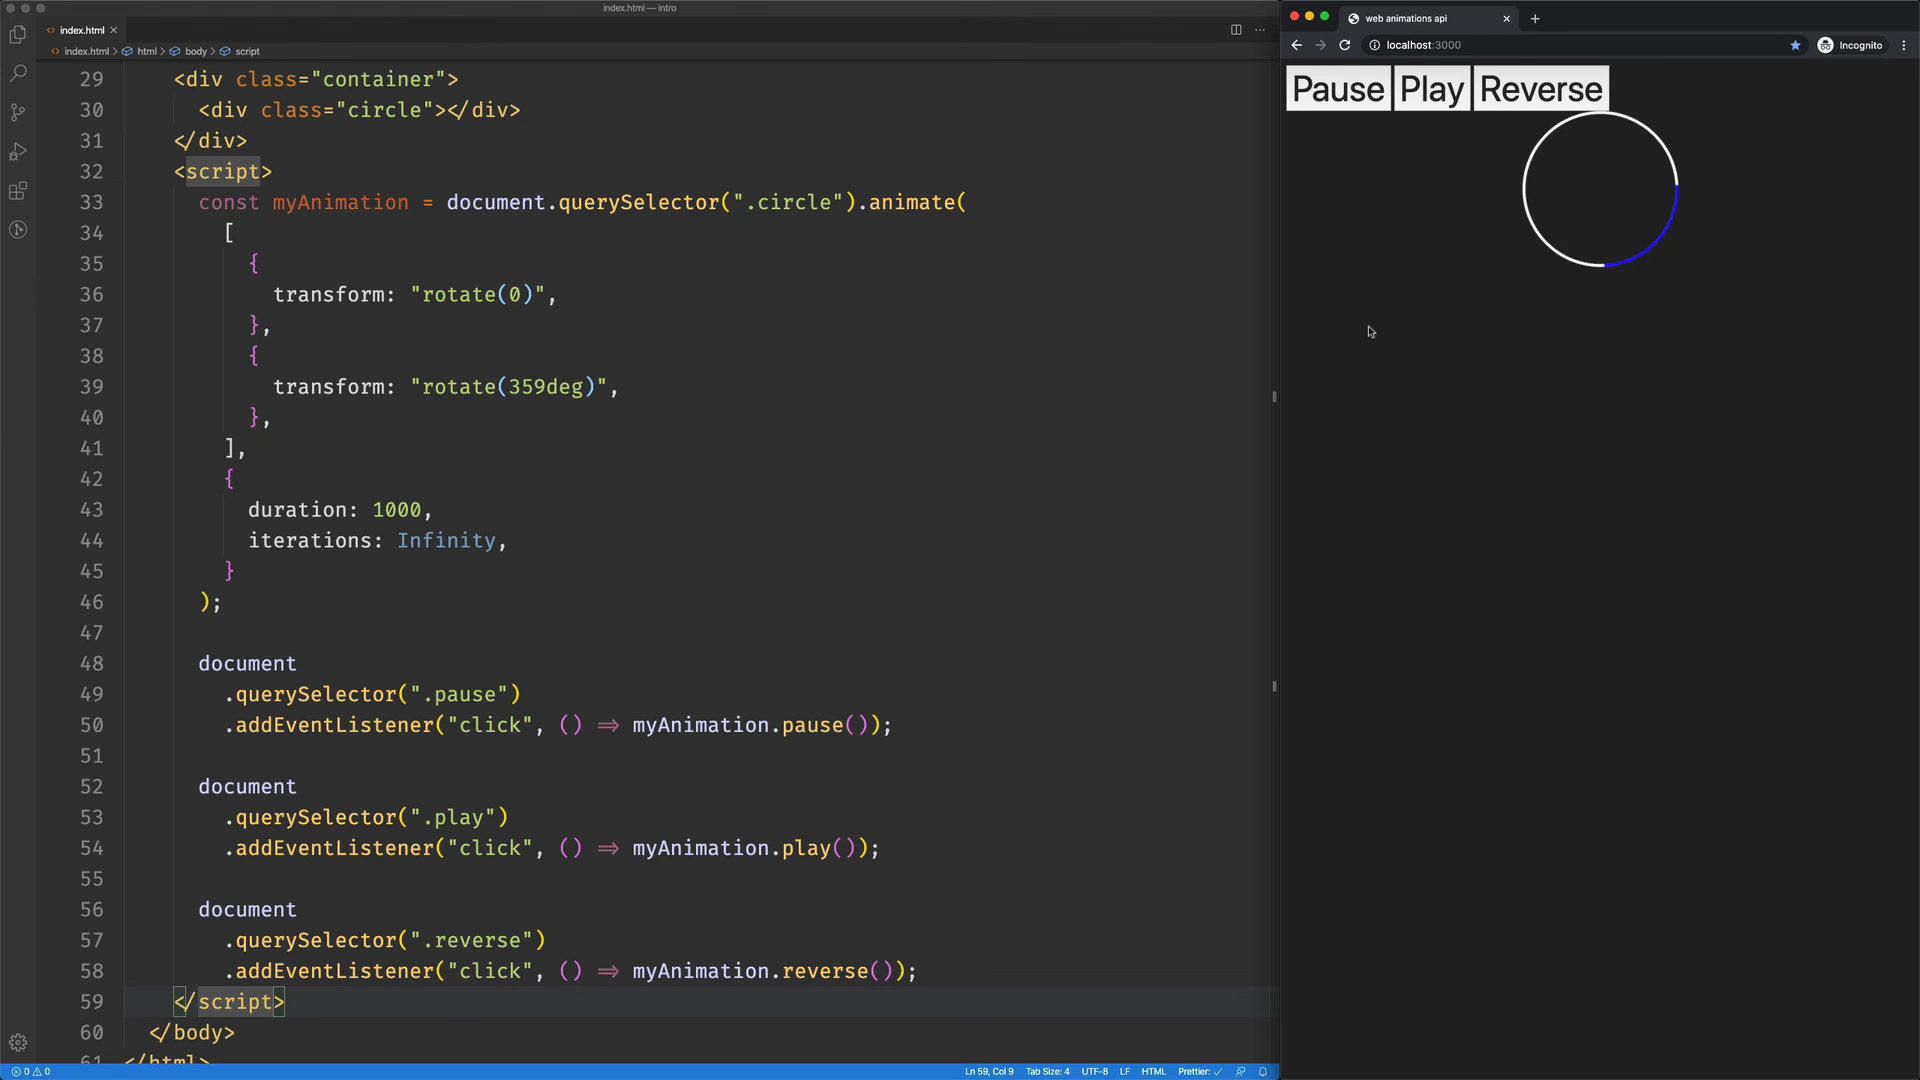 index.html — intro
index.html
index.html > html > body > script
29 <div class="container">
30 <div class="circle"></div>
31 </div>
32 <script>
33 const myAnimation = document.querySelector(".circle").animate(
34 [
35 {
36 transform: "rotate(0)",
37 },
38 {
39 transform: "rotate(359deg)",
40 },
41 ],
42 {
43 duration: 1000,
44 iterations: Infinity,
45 }
46 );
47
48 document
49 .querySelector(".pause")
50 .addEventListener("click", () => myAnimation.pause());
51
52 document
53 .querySelector(".play")
54 .addEventListener("click", () => myAnimation.play());
55
56 document
57 .querySelector(".reverse")
58 .addEventListener("click", () => myAnimation.reverse());
59 </script>
60 </body>
61 </html>
0 0
Ln 59, Col 9 Tab Size: 4 UTF-8 LF HTML Prettier: ✓
web animations api
localhost:3000
Incognito
Pause Play Reverse